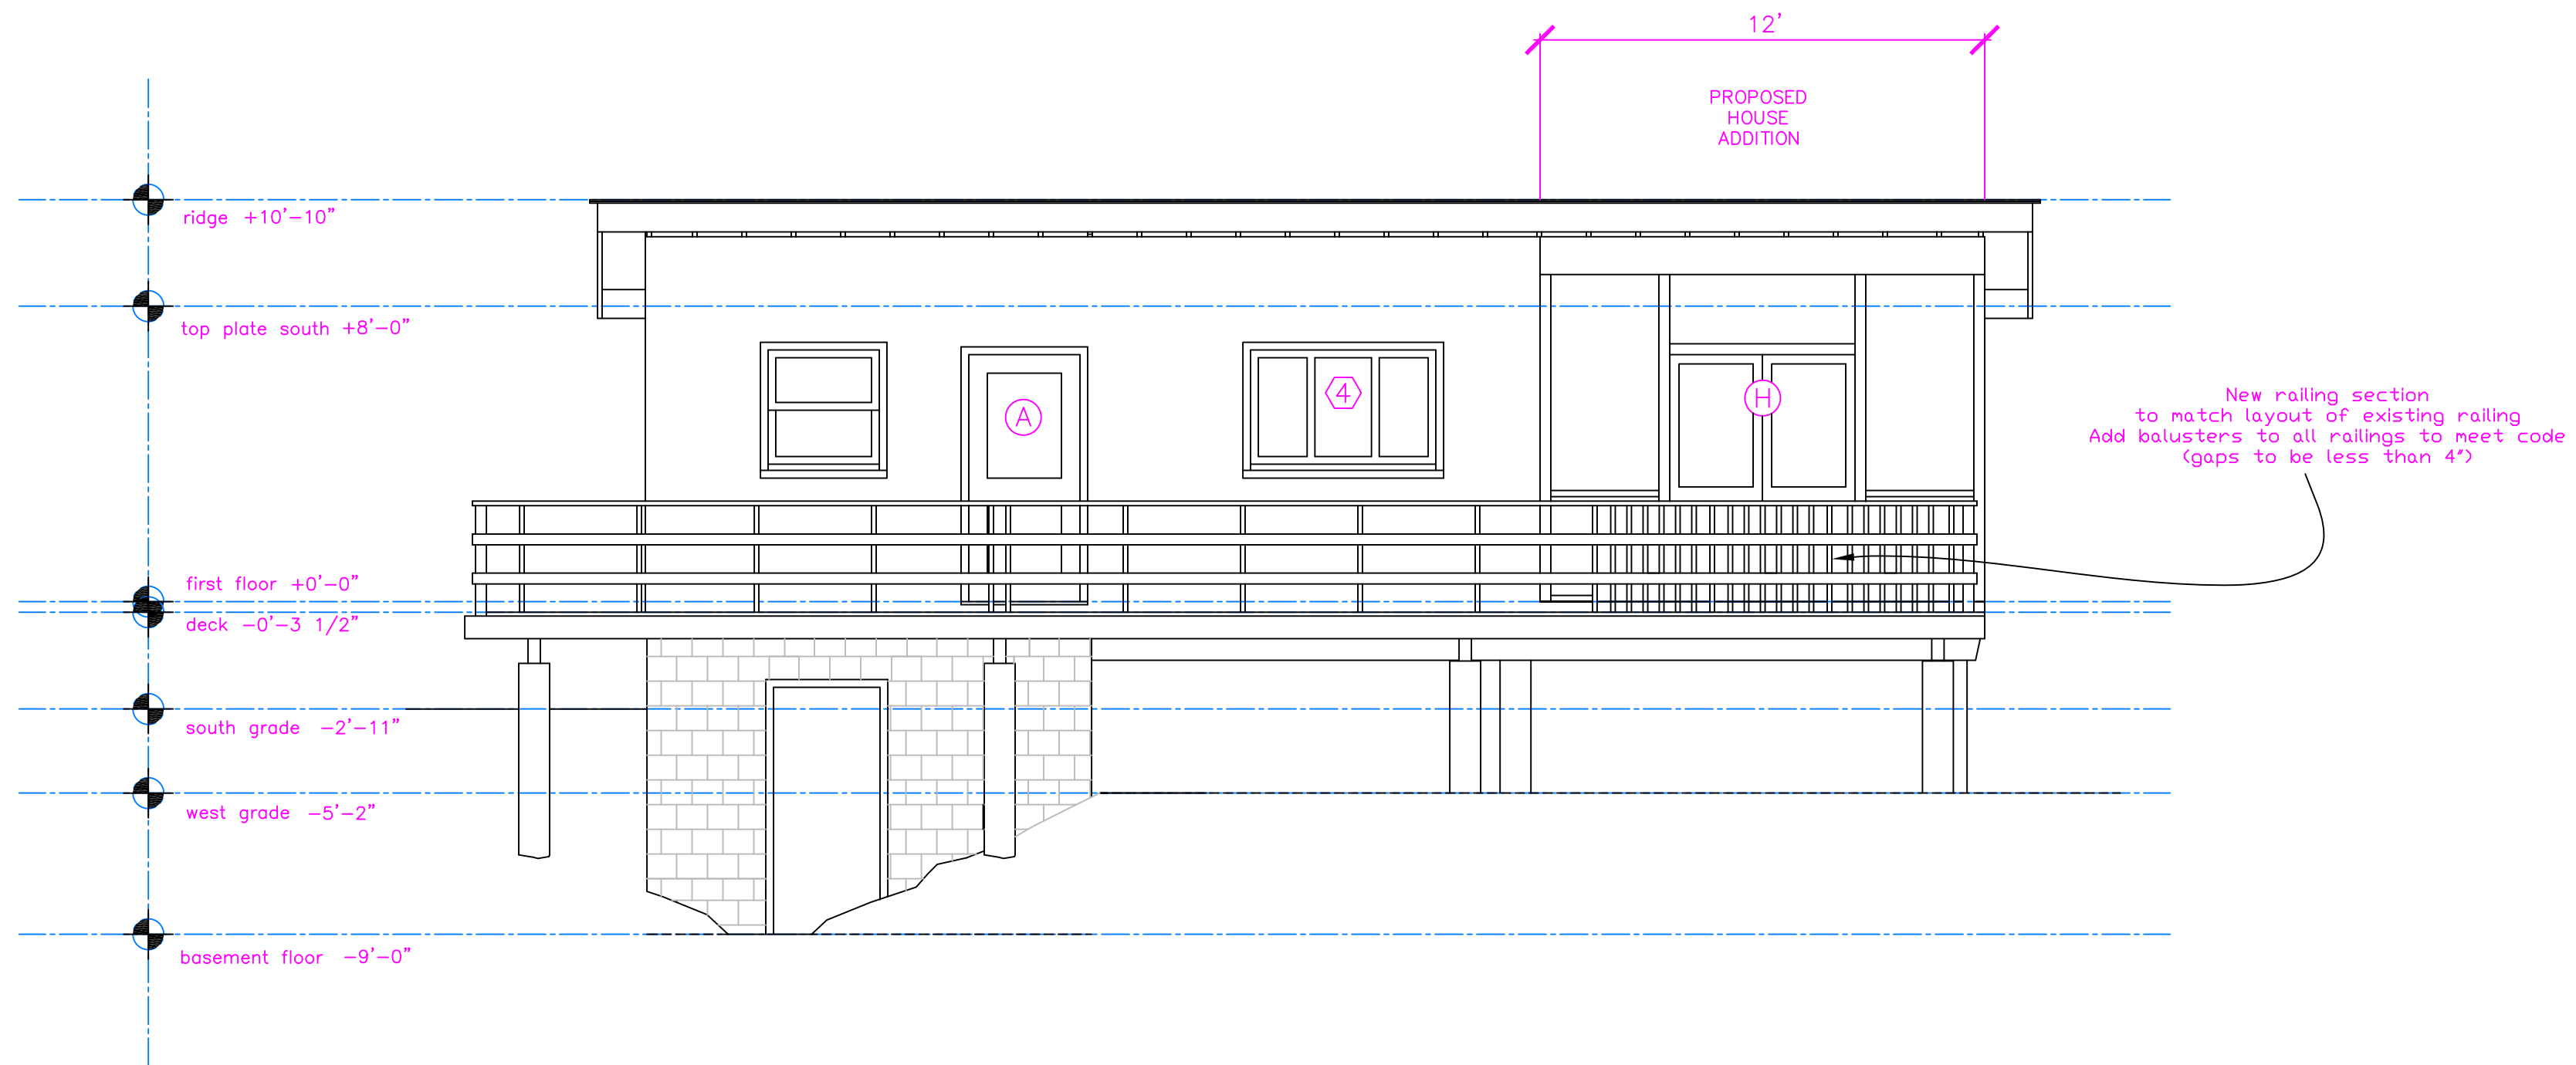 12'
PROPOSED
HOUSE
ADDITION
ridge +10'-10"
top plate south +8'-0"
A
4
H
New railing section
to match layout of existing railing
Add balusters to all railings to meet code
(gaps to be less than 4")
first floor +0'-0"
deck -0'-3 1/2"
south grade -2'-11"
west grade -5'-2"
basement floor -9'-0"